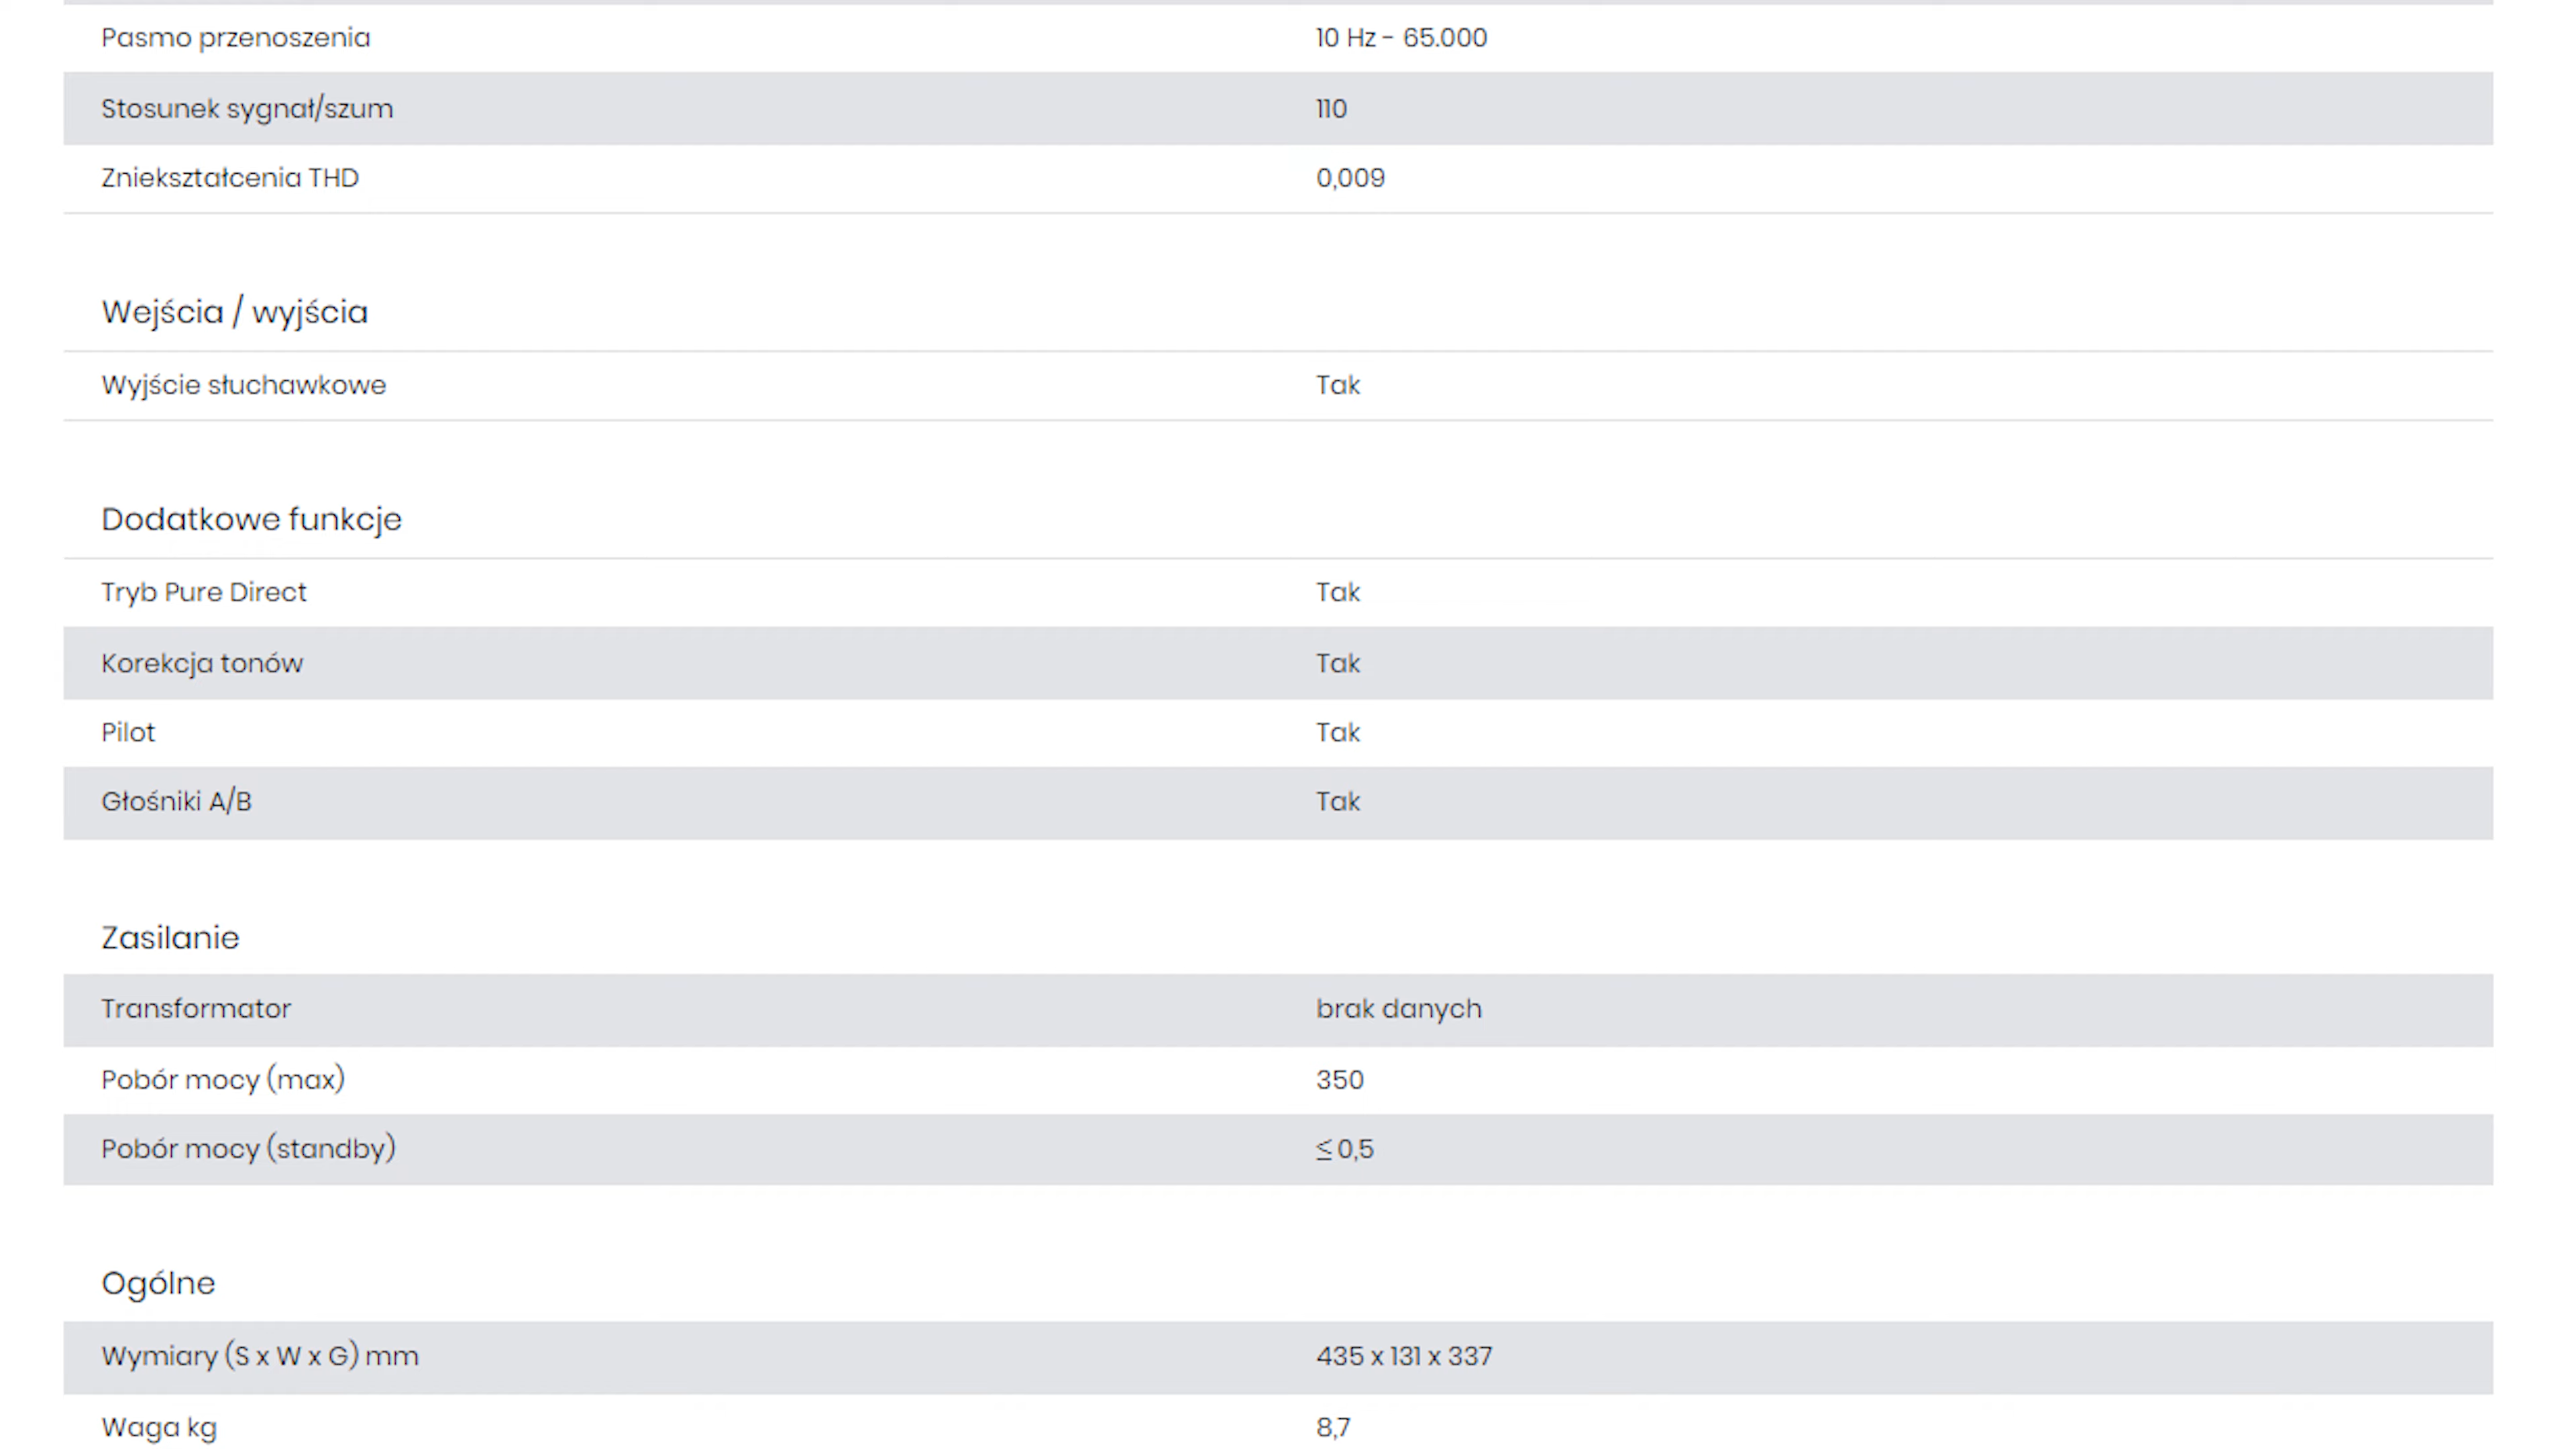 Pasmo przenoszenia 10 Hz - 65.000
Stosunek sygnał/szum 110
Zniekształcenia THD 0,009
Wejścia / wyjścia
Wyjście słuchawkowe Tak
Dodatkowe funkcje
Tryb Pure Direct Tak
Korekcja tonów Tak
Pilot Tak
Głośniki A/B Tak
Zasilanie
Transformator brak danych
Pobór mocy (max) 350
Pobór mocy (standby) ≤ 0,5
Ogólne
Wymiary (S x W x G) mm 435 x 131 x 337
Waga kg 8,7